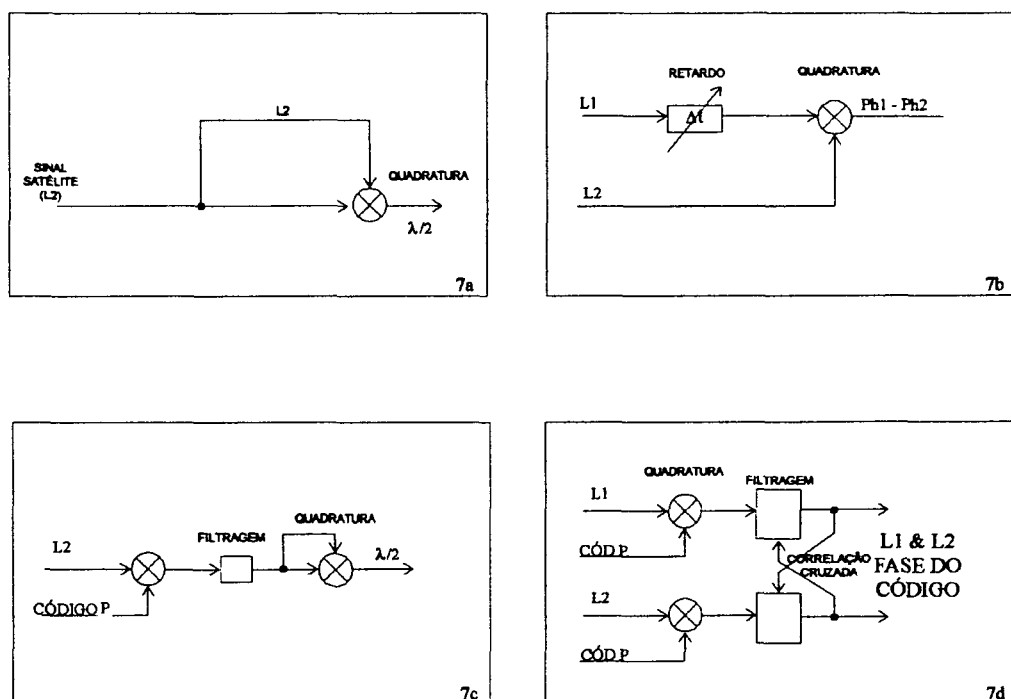 L2
SINAL
SATÉLITE
(L2)
QUADRATURA
λ/2
7a
RETARDO
QUADRATURA
L1
Δt
Ph1 - Ph2
L2
7b
QUADRATURA
FILTRAGEM
L2
λ/2
CÓDIGO P
7c
QUADRATURA
FILTRAGEM
L1
CÓD P
CORRELAÇÃO
CRUZADA
L1 & L2
FASE DO
CÓDIGO
L2
CÓD P
7d